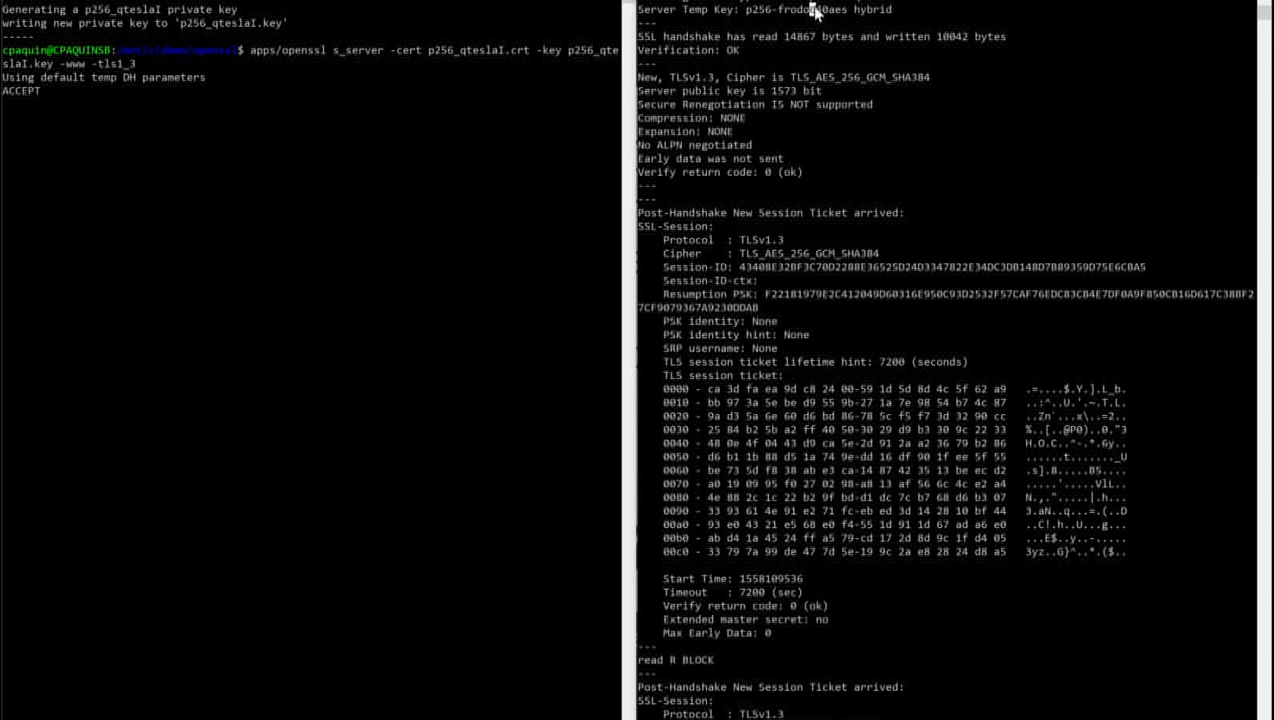 Generating a p256_qteslaI private key
writing new private key to 'p256_qteslaI.key'
-----
cpaquin@CPAQUINSB:/mnt/c/demo/openssl$ apps/openssl s_server -cert p256_qteslaI.crt -key p256_qte
slaI.key -www -tls1_3
Using default temp DH parameters
ACCEPT
Server Temp Key: p256-frodo640aes hybrid
---
SSL handshake has read 14867 bytes and written 10042 bytes
Verification: OK
---
New, TLSv1.3, Cipher is TLS_AES_256_GCM_SHA384
Server public key is 1573 bit
Secure Renegotiation IS NOT supported
Compression: NONE
Expansion: NONE
No ALPN negotiated
Early data was not sent
Verify return code: 0 (ok)
---
---
Post-Handshake New Session Ticket arrived:
SSL-Session:
    Protocol  : TLSv1.3
    Cipher    : TLS_AES_256_GCM_SHA384
    Session-ID: 43408E32BF3C70D2288E36525D24D3347822E34DC3DB148D7B89359D75E6CBA5
    Session-ID-ctx:
    Resumption PSK: F22181979E2C412049D60316E950C93D2532F57CAF76EDC83CB4E7DF0A9F850CB16D617C38BF2
7CF9079367A9230DDAB
    PSK identity: None
    PSK identity hint: None
    SRP username: None
    TLS session ticket lifetime hint: 7200 (seconds)
    TLS session ticket:
    0000 - ca 3d fa ea 9d c8 24 00-59 1d 5d 8d 4c 5f 62 a9   .=....$.Y.].L_b.
    0010 - bb 97 3a 5e be d9 55 9b-27 1a 7e 98 54 b7 4c 87   ..:^..U.'.~.T.L.
    0020 - 9a d3 5a 6e 60 d6 bd 86-78 5c f5 f7 3d 32 90 cc   ..Zn`...x\..=2..
    0030 - 25 84 b2 5b a2 ff 40 50-30 29 d9 b3 30 9c 22 33   %..[..@P0)..0."3
    0040 - 48 0e 4f 04 43 d9 ca 5e-2d 91 2a a2 36 79 b2 86   H.O.C..^-.*.6y..
    0050 - d6 b1 1b 88 d5 1a 74 9e-dd 16 df 90 1f ee 5f 55   ......t......._U
    0060 - be 73 5d f8 38 ab e3 ca-14 87 42 35 13 be ec d2   .s].8.....B5....
    0070 - a0 19 09 95 f0 27 02 98-a8 13 af 56 6c 4c e2 a4   .....'.....VlL..
    0080 - 4e 88 2c 1c 22 b2 9f bd-d1 dc 7c b7 68 d6 b3 07   N.,.".....|.h...
    0090 - 33 93 61 4e 91 e2 71 fc-eb ed 3d 14 28 10 bf 44   3.aN..q...=.(..D
    00a0 - 93 e0 43 21 e5 68 e0 f4-55 1d 91 1d 67 ad a6 e0   ..C!.h..U...g...
    00b0 - ab d4 1a 45 24 ff a5 79-cd 17 2d 8d 9c 1f d4 05   ...E$..y..-.....
    00c0 - 33 79 7a 99 de 47 7d 5e-19 9c 2a e8 28 24 d8 a5   3yz..G}^..*.($..
    Start Time: 1558109536
    Timeout   : 7200 (sec)
    Verify return code: 0 (ok)
    Extended master secret: no
    Max Early Data: 0
---
read R BLOCK
---
Post-Handshake New Session Ticket arrived:
SSL-Session:
    Protocol  : TLSv1.3